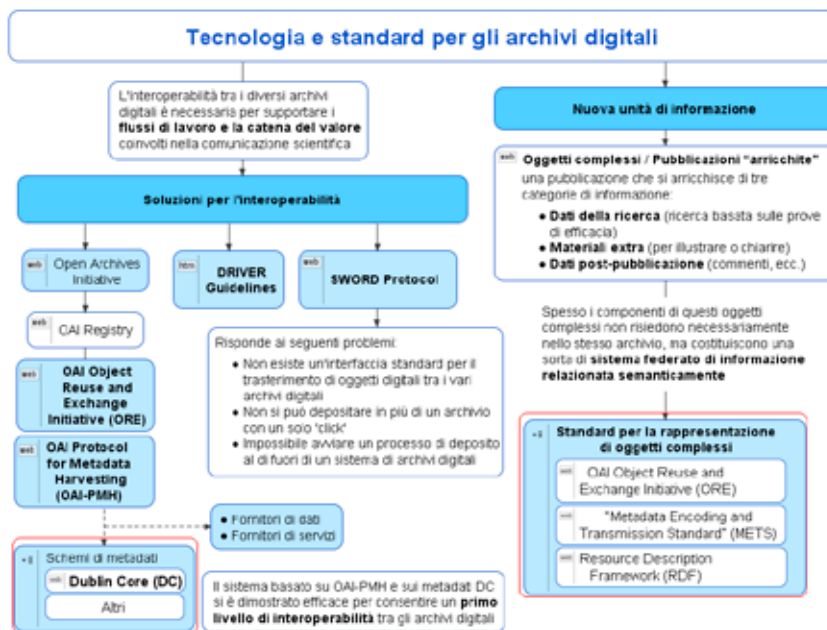 Tecnologia e standard per gli archivi digitali
L'interoperabilità tra i diversi archivi
digitali è necessaria per supportare i
flussi di lavoro e la catena del valore
coinvolti nella comunicazione scientifica
Soluzioni per l'interoperabilità
web
Open Archives
Initiative
web
OAI Registry
web
OAI Object
Reuse and
Exchange
Initiative (ORE)
web
OAI Protocol
for Metadata
Harvesting
(OAI-PMH)
htm
DRIVER
Guidelines
web
SWORD Protocol
Risponde ai seguenti problemi:
● Non esiste un'interfaccia standard per il
trasferimento di oggetti digitali tra i vari
archivi digitali
● Non si può depositare in più di un archivio
con un solo 'click'
● Impossibile avviare un processo di deposito
al di fuori di un sistema di archivi digitali
● Fornitori di dati
● Fornitori di servizi
Schemi di metadati
web
Dublin Core (DC)
Altri
Il sistema basato su OAI-PMH e sui metadati DC
si è dimostrato efficace per consentire un primo
livello di interoperabilità tra gli archivi digitali
Nuova unità di informazione
web
Oggetti complessi / Pubblicazioni "arricchite"
una pubblicazione che si arricchisce di tre
categorie di informazione:
● Dati della ricerca (ricerca basata sulle prove
di efficacia)
● Materiali extra (per illustrare o chiarire)
● Dati post-pubblicazione (commenti, ecc.)
Spesso i componenti di questi oggetti
complessi non risiedono necessariamente
nello stesso archivio, ma costituiscono una
sorta di sistema federato di informazione
relazionata semanticamente
Standard per la rappresentazione
di oggetti complessi
web
OAI Object Reuse and
Exchange Initiative (ORE)
web
"Metadata Encoding and
Transmission Standard" (METS)
web
Resource Description
Framework (RDF)